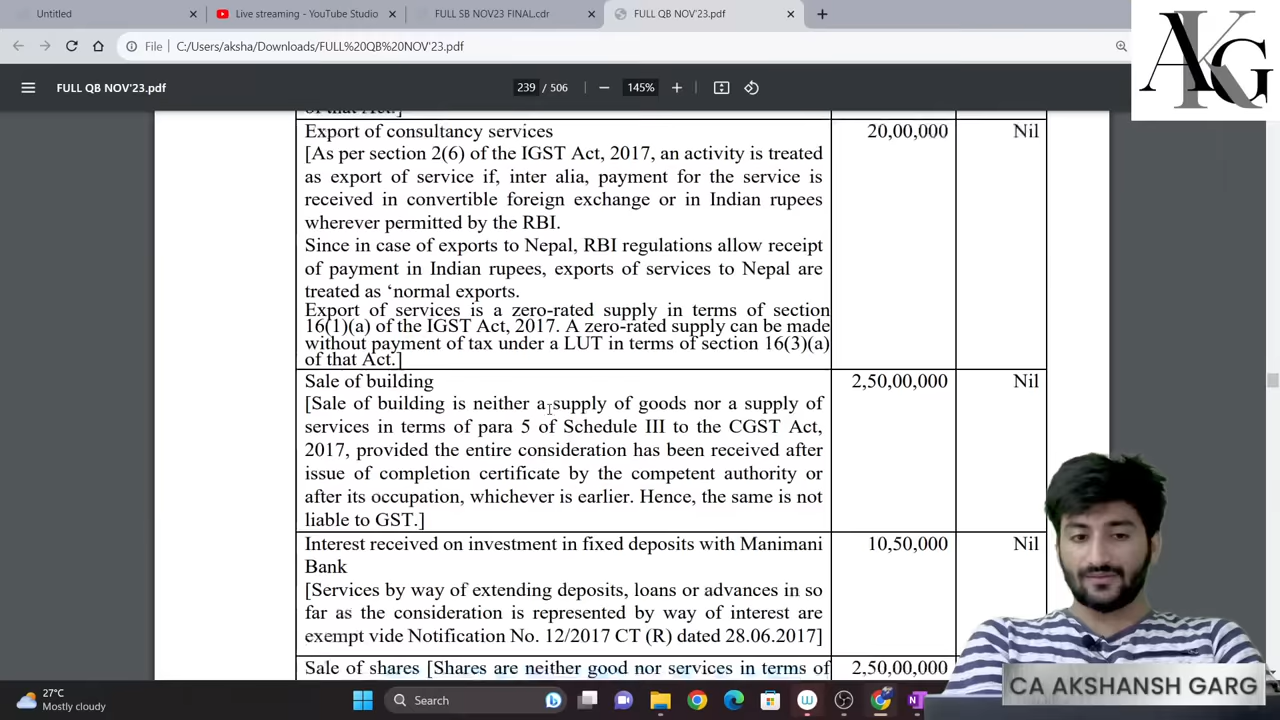 Untitled
Live streaming - YouTube Studio
FULL SB NOV23 FINAL.cdr
FULL QB NOV'23.pdf
File
C:/Users/aksha/Downloads/FULL%20QB%20NOV'23.pdf
AKG
FULL QB NOV'23.pdf
239 / 506
145%
of that Act.]
Export of consultancy services 20,00,000 Nil
[As per section 2(6) of the IGST Act, 2017, an activity is treated
as export of service if, inter alia, payment for the service is
received in convertible foreign exchange or in Indian rupees
wherever permitted by the RBI.
Since in case of exports to Nepal, RBI regulations allow receipt
of payment in Indian rupees, exports of services to Nepal are
treated as ‘normal exports.
Export of services is a zero-rated supply in terms of section
16(1)(a) of the IGST Act, 2017. A zero-rated supply can be made
without payment of tax under a LUT in terms of section 16(3)(a)
of that Act.]
Sale of building 2,50,00,000 Nil
[Sale of building is neither a supply of goods nor a supply of
services in terms of para 5 of Schedule III to the CGST Act,
2017, provided the entire consideration has been received after
issue of completion certificate by the competent authority or
after its occupation, whichever is earlier. Hence, the same is not
liable to GST.]
Interest received on investment in fixed deposits with Manimani 10,50,000 Nil
Bank
[Services by way of extending deposits, loans or advances in so
far as the consideration is represented by way of interest are
exempt vide Notification No. 12/2017 CT (R) dated 28.06.2017]
Sale of shares [Shares are neither good nor services in terms of 2,50,00,000
CA AKSHANSH GARG
27°C
Mostly cloudy
Search